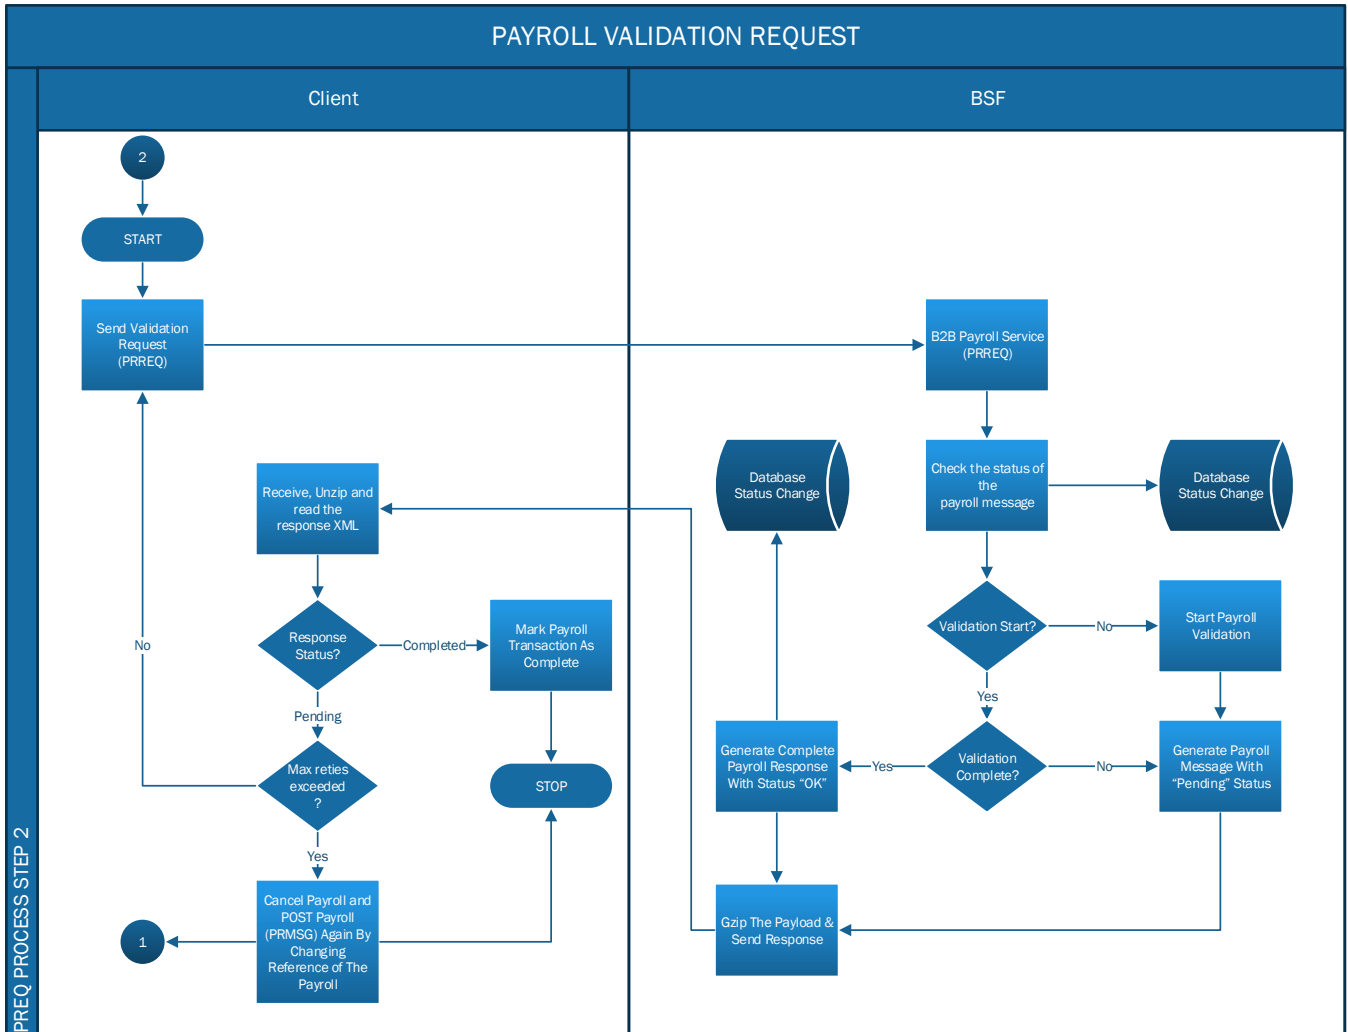 PAYROLL VALIDATION REQUEST
Client
BSF
PREQ PROCESS STEP 2
2
START
Send Validation
Request
(PRREQ)
B2B Payroll Service
(PRREQ)
Check the status of
the
payroll message
Database
Status Change
Database
Status Change
Receive, Unzip and
read the
response XML
Response
Status?
Completed
Mark Payroll
Transaction As
Complete
Pending
Max reties
exceeded
?
No
Yes
STOP
Cancel Payroll and
POST Payroll
(PRMSG) Again By
Changing
Reference of The
Payroll
1
Validation Start?
No
Start Payroll
Validation
Yes
Validation
Complete?
Yes
No
Generate Complete
Payroll Response
With Status “OK”
Generate Payroll
Message With
“Pending” Status
Gzip The Payload &
Send Response